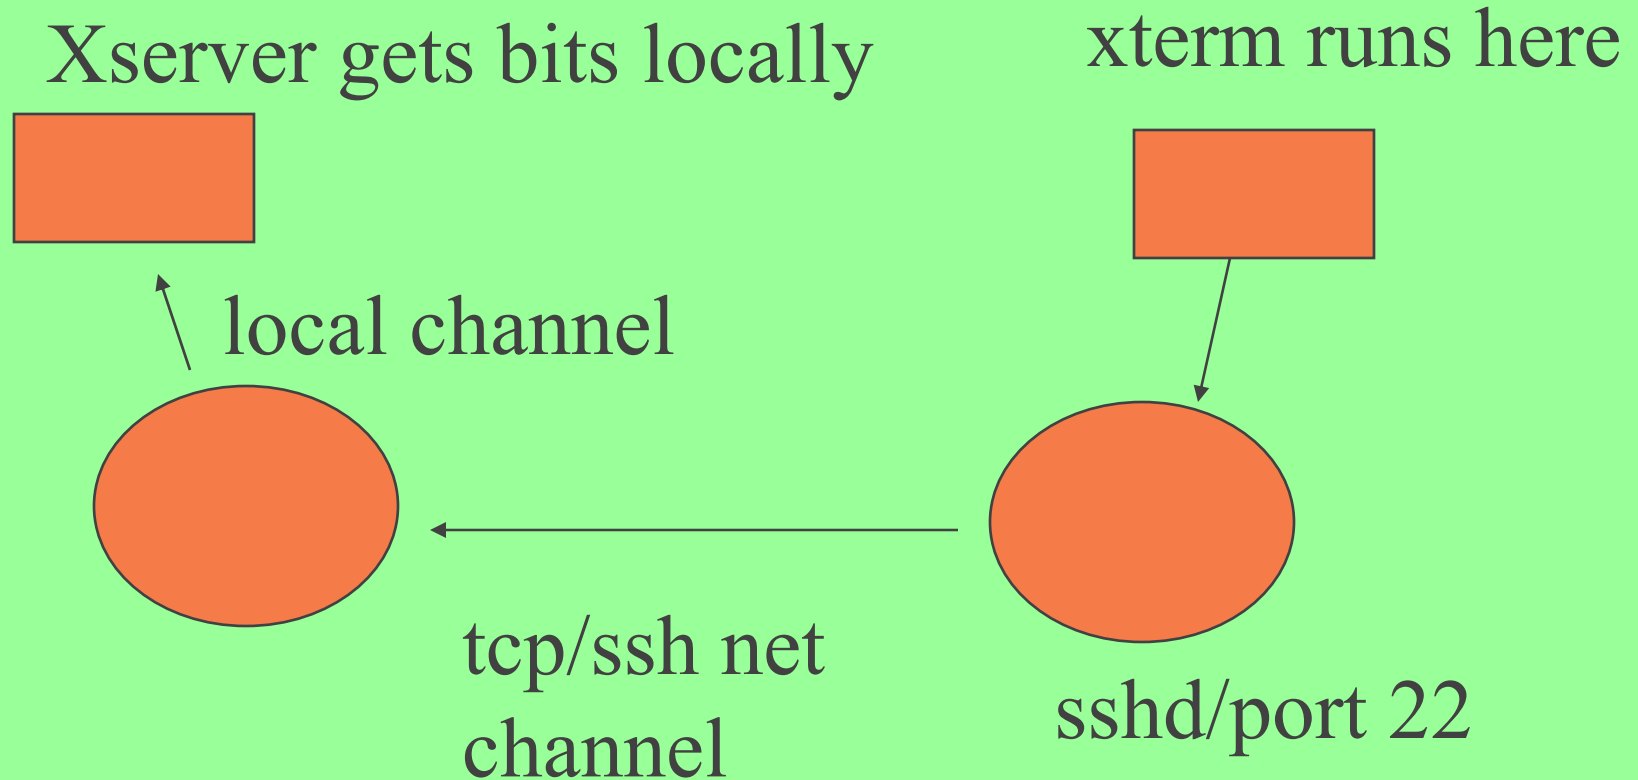 Xserver gets bits locally
xterm runs here
local channel
tcp/ssh net
channel
sshd/port 22